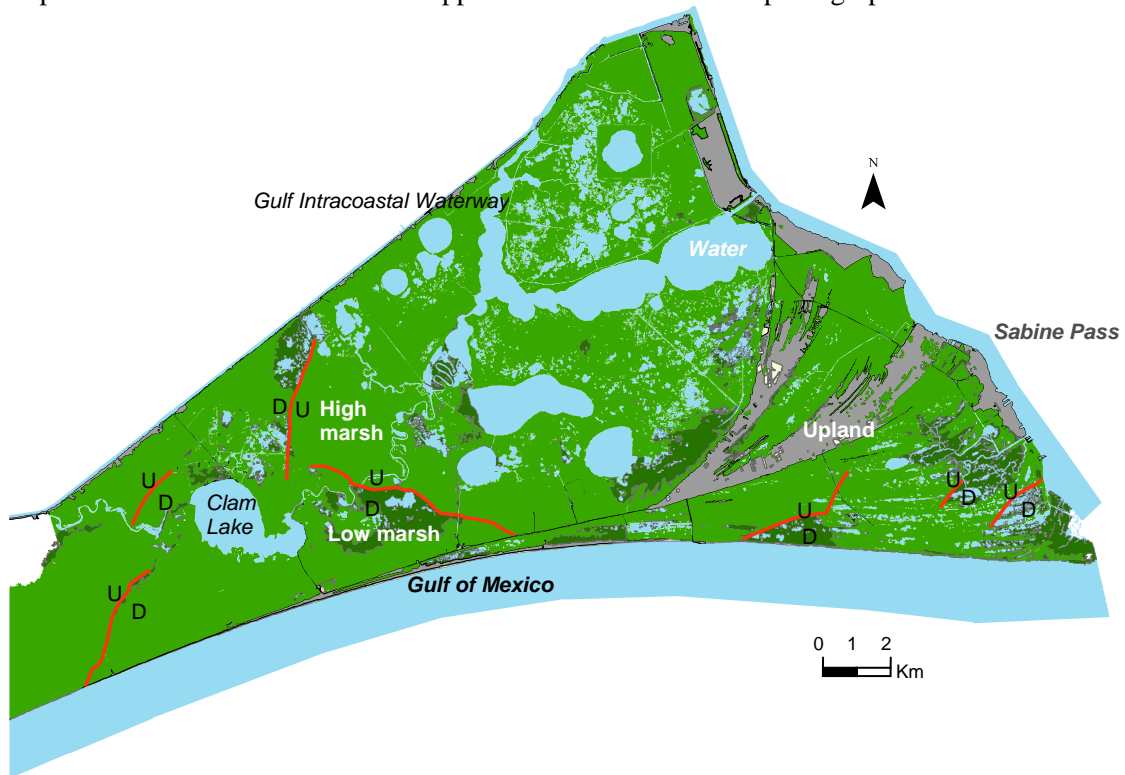 Gulf Intracoastal Waterway
N
Water
Sabine Pass
D U
High
marsh
Upland
U
D
Clam
Lake
U
D
Low marsh
U
D
U
D
U
D
U
D
Gulf of Mexico
0 1 2
Km